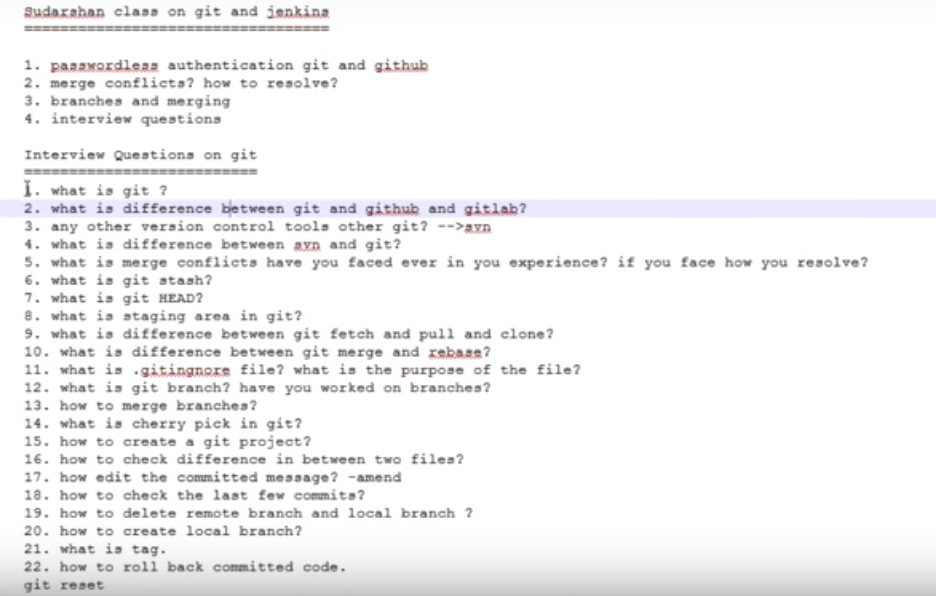 Sudarshan class on git and jenkins
==================================
1. passwordless authentication git and github
2. merge conflicts? how to resolve?
3. branches and merging
4. interview questions
Interview Questions on git
==========================
1. what is git ?
2. what is difference between git and github and gitlab?
3. any other version control tools other git? -->svn
4. what is difference between svn and git?
5. what is merge conflicts have you faced ever in you experience? if you face how you resolve?
6. what is git stash?
7. what is git HEAD?
8. what is staging area in git?
9. what is difference between git fetch and pull and clone?
10. what is difference between git merge and rebase?
11. what is .gitingnore file? what is the purpose of the file?
12. what is git branch? have you worked on branches?
13. how to merge branches?
14. what is cherry pick in git?
15. how to create a git project?
16. how to check difference in between two files?
17. how edit the committed message? -amend
18. how to check the last few commits?
19. how to delete remote branch and local branch ?
20. how to create local branch?
21. what is tag.
22. how to roll back committed code.
git reset